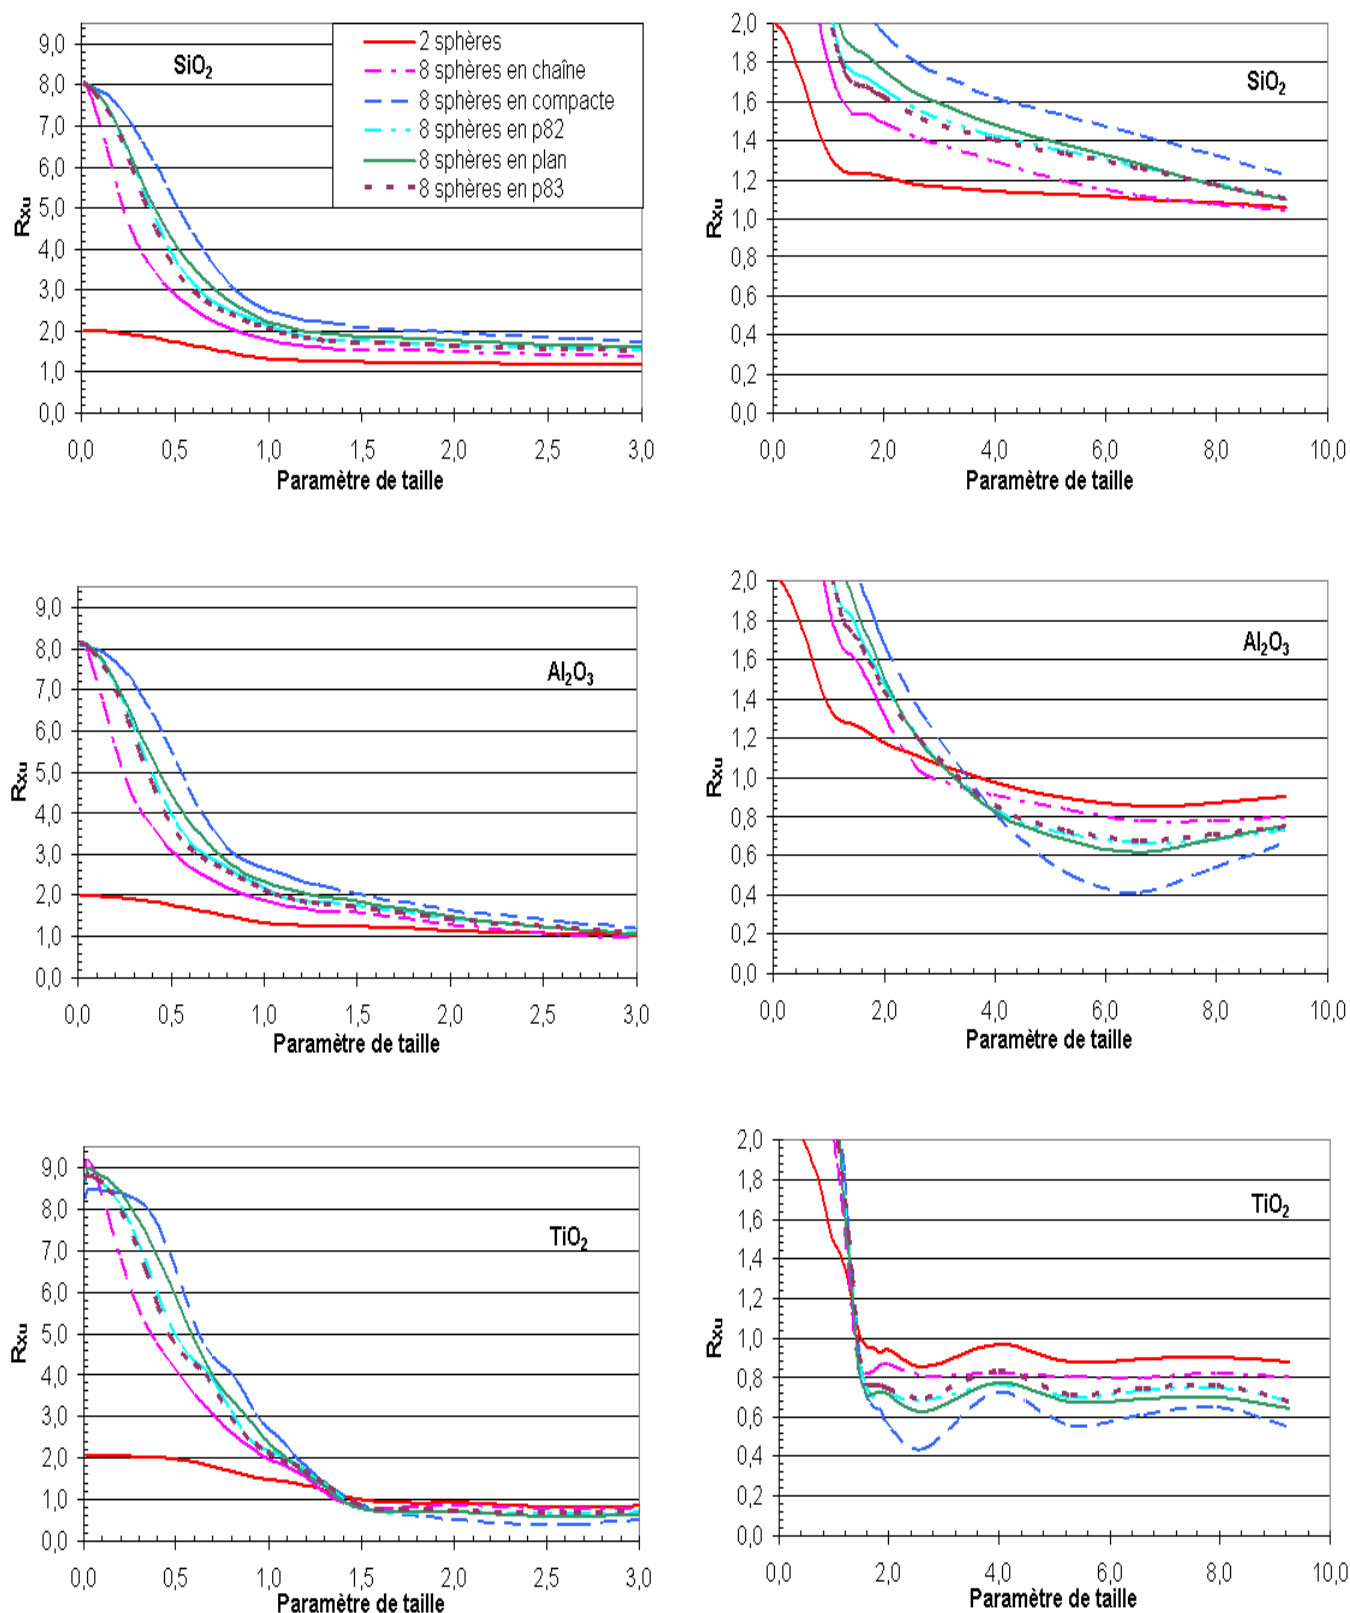 9,0
8,0
7,0
6,0
5,0
4,0
3,0
2,0
1,0
0,0
Rxu
SiO2
2 sphères
8 sphères en chaîne
8 sphères en compacte
8 sphères en p82
8 sphères en plan
8 sphères en p83
0,0 0,5 1,0 1,5 2,0 2,5 3,0
Paramètre de taille
2,0
1,8
1,6
1,4
1,2
1,0
0,8
0,6
0,4
0,2
0,0
Rxu
SiO2
0,0 2,0 4,0 6,0 8,0 10,0
Paramètre de taille
9,0
8,0
7,0
6,0
5,0
4,0
3,0
2,0
1,0
0,0
Rxu
Al2O3
0,0 0,5 1,0 1,5 2,0 2,5 3,0
Paramètre de taille
2,0
1,8
1,6
1,4
1,2
1,0
0,8
0,6
0,4
0,2
0,0
Rxu
Al2O3
0,0 2,0 4,0 6,0 8,0 10,0
Paramètre de taille
9,0
8,0
7,0
6,0
5,0
4,0
3,0
2,0
1,0
0,0
Rxu
TiO2
0,0 0,5 1,0 1,5 2,0 2,5 3,0
Paramètre de taille
2,0
1,8
1,6
1,4
1,2
1,0
0,8
0,6
0,4
0,2
0,0
Rxu
TiO2
0,0 2,0 4,0 6,0 8,0 10,0
Paramètre de taille